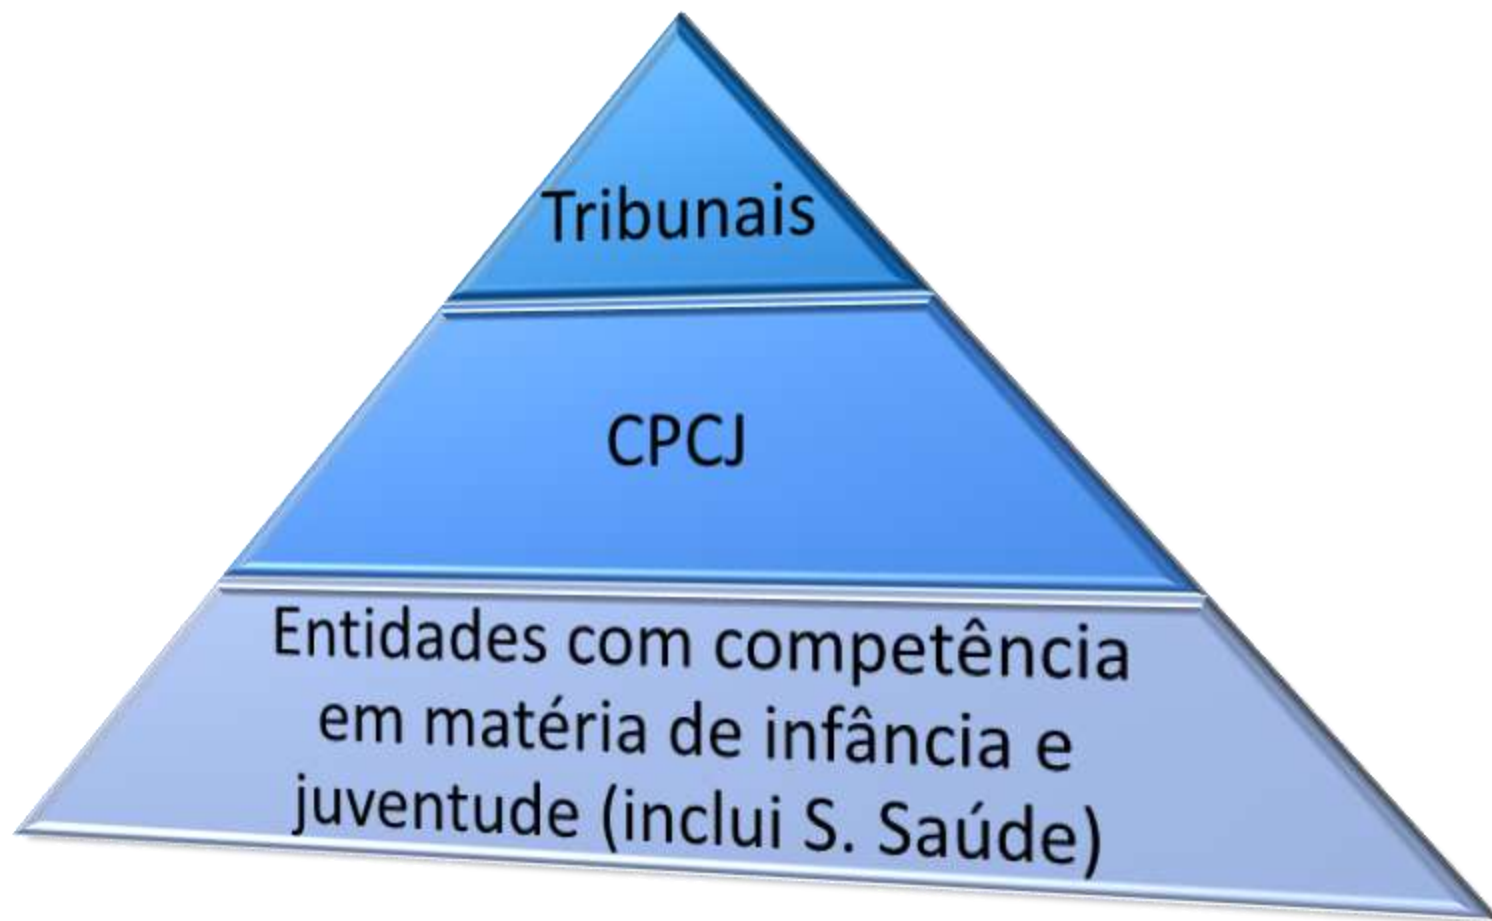 Tribunais
CPCJ
Entidades com competência
em matéria de infância e
juventude (inclui S. Saúde)